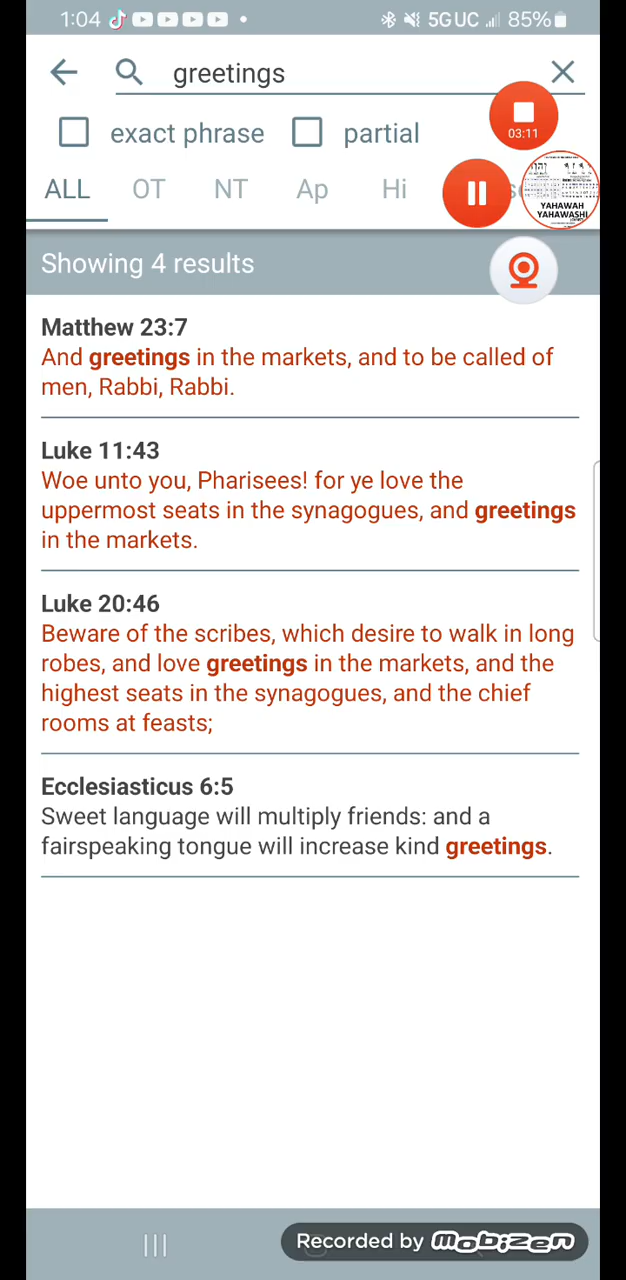 1:04 5G UC 85%
greetings
03:11
exact phrase partial
ALL OT NT Ap Hi
YAHAWAH
YAHAWASHI
Showing 4 results
Matthew 23:7
And greetings in the markets, and to be called of
men, Rabbi, Rabbi.
Luke 11:43
Woe unto you, Pharisees! for ye love the
uppermost seats in the synagogues, and greetings
in the markets.
Luke 20:46
Beware of the scribes, which desire to walk in long
robes, and love greetings in the markets, and the
highest seats in the synagogues, and the chief
rooms at feasts;
Ecclesiasticus 6:5
Sweet language will multiply friends: and a
fairspeaking tongue will increase kind greetings.
Recorded by mobizen